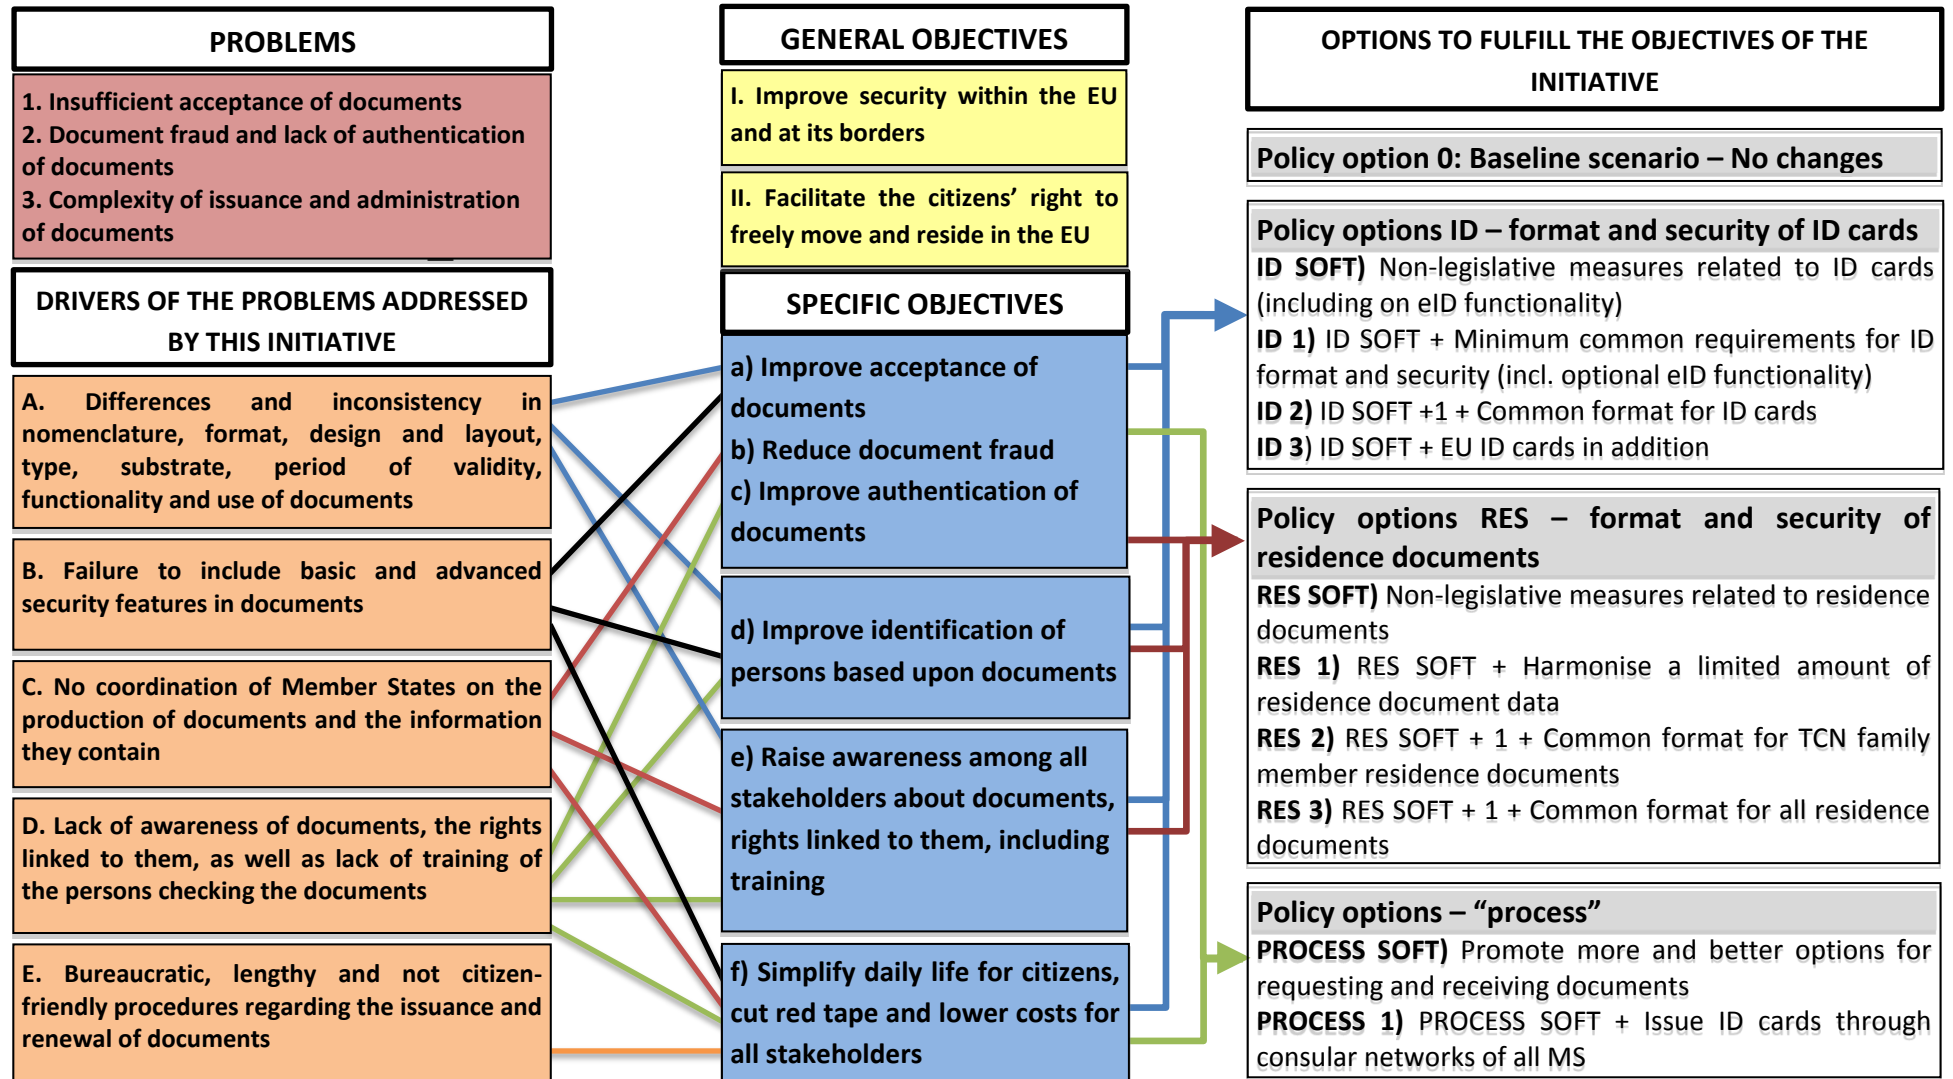 PROBLEMS
1. Insufficient acceptance of documents
2. Document fraud and lack of authentication
of documents
3. Complexity of issuance and administration
of documents
DRIVERS OF THE PROBLEMS ADDRESSED
BY THIS INITIATIVE
A. Differences and inconsistency in
nomenclature, format, design and layout,
type, substrate, period of validity,
functionality and use of documents
B. Failure to include basic and advanced
security features in documents
C. No coordination of Member States on the
production of documents and the information
they contain
D. Lack of awareness of documents, the rights
linked to them, as well as lack of training of
the persons checking the documents
E. Bureaucratic, lengthy and not citizen-
friendly procedures regarding the issuance and
renewal of documents
GENERAL OBJECTIVES
I. Improve security within the EU
and at its borders
II. Facilitate the citizens’ right to
freely move and reside in the EU
SPECIFIC OBJECTIVES
a) Improve acceptance of
documents
b) Reduce document fraud
c) Improve authentication of
documents
d) Improve identification of
persons based upon documents
e) Raise awareness among all
stakeholders about documents,
rights linked to them, including
training
f) Simplify daily life for citizens,
cut red tape and lower costs for
all stakeholders
OPTIONS TO FULFILL THE OBJECTIVES OF THE
INITIATIVE
Policy option 0: Baseline scenario – No changes
Policy options ID – format and security of ID cards
ID SOFT) Non-legislative measures related to ID cards
(including on eID functionality)
ID 1) ID SOFT + Minimum common requirements for ID
format and security (incl. optional eID functionality)
ID 2) ID SOFT +1 + Common format for ID cards
ID 3) ID SOFT + EU ID cards in addition
Policy options RES – format and security of
residence documents
RES SOFT) Non-legislative measures related to residence
documents
RES 1) RES SOFT + Harmonise a limited amount of
residence document data
RES 2) RES SOFT + 1 + Common format for TCN family
member residence documents
RES 3) RES SOFT + 1 + Common format for all residence
documents
Policy options – “process”
PROCESS SOFT) Promote more and better options for
requesting and receiving documents
PROCESS 1) PROCESS SOFT + Issue ID cards through
consular networks of all MS